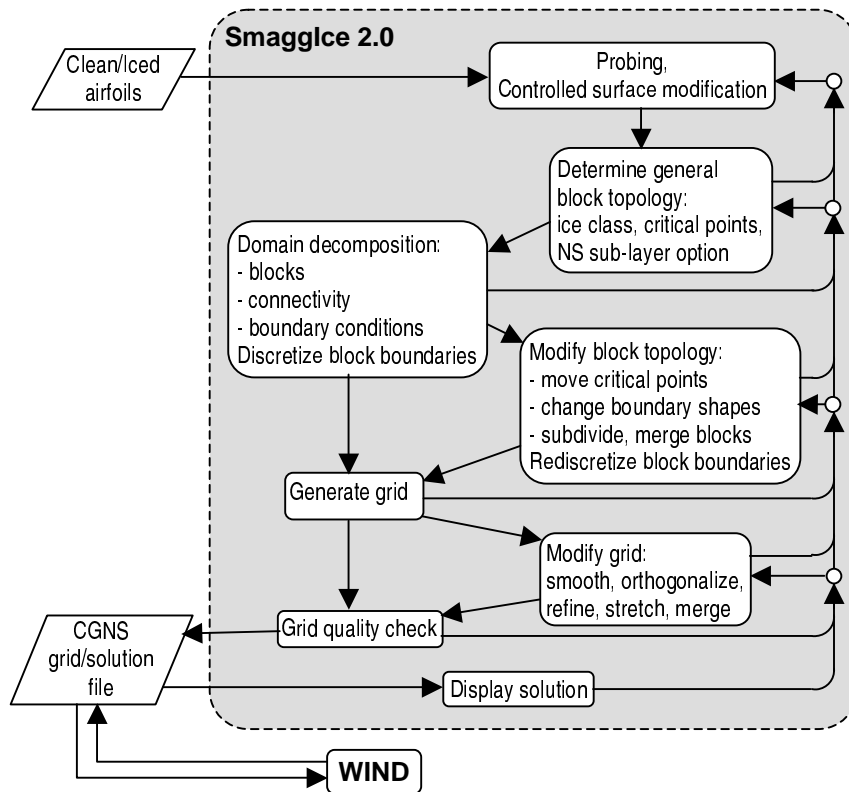 SmaggIce 2.0
Clean/Iced
airfoils
Probing,
Controlled surface modification
Determine general
block topology:
ice class, critical points,
NS sub-layer option
Domain decomposition:
- blocks
- connectivity
- boundary conditions
Discretize block boundaries
Modify block topology:
- move critical points
- change boundary shapes
- subdivide, merge blocks
Rediscretize block boundaries
Generate grid
Modify grid:
smooth, orthogonalize,
refine, stretch, merge
Grid quality check
CGNS
grid/solution
file
Display solution
WIND